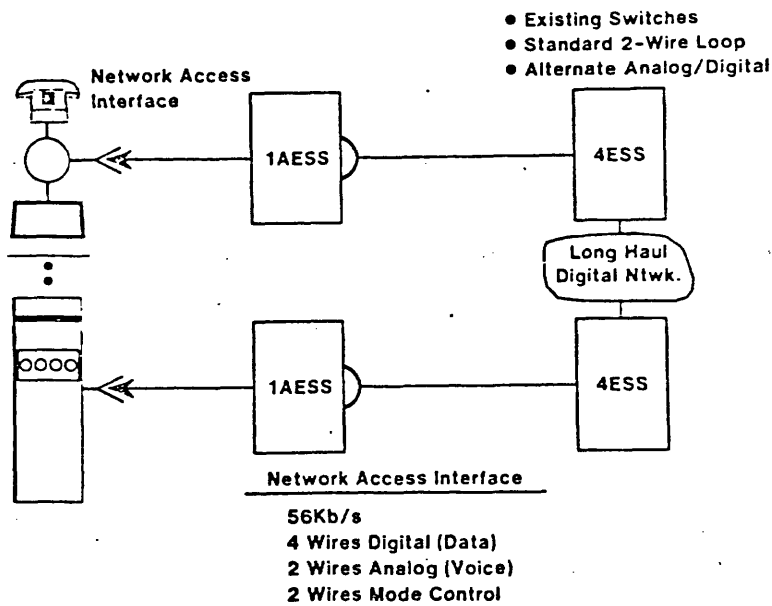 • Existing Switches
• Standard 2-Wire Loop
• Alternate Analog/Digital
Network Access
Interface
1AESS
4ESS
Long Haul
Digital Ntwk.
1AESS
4ESS
Network Access Interface
56Kb/s
4 Wires Digital (Data)
2 Wires Analog (Voice)
2 Wires Mode Control